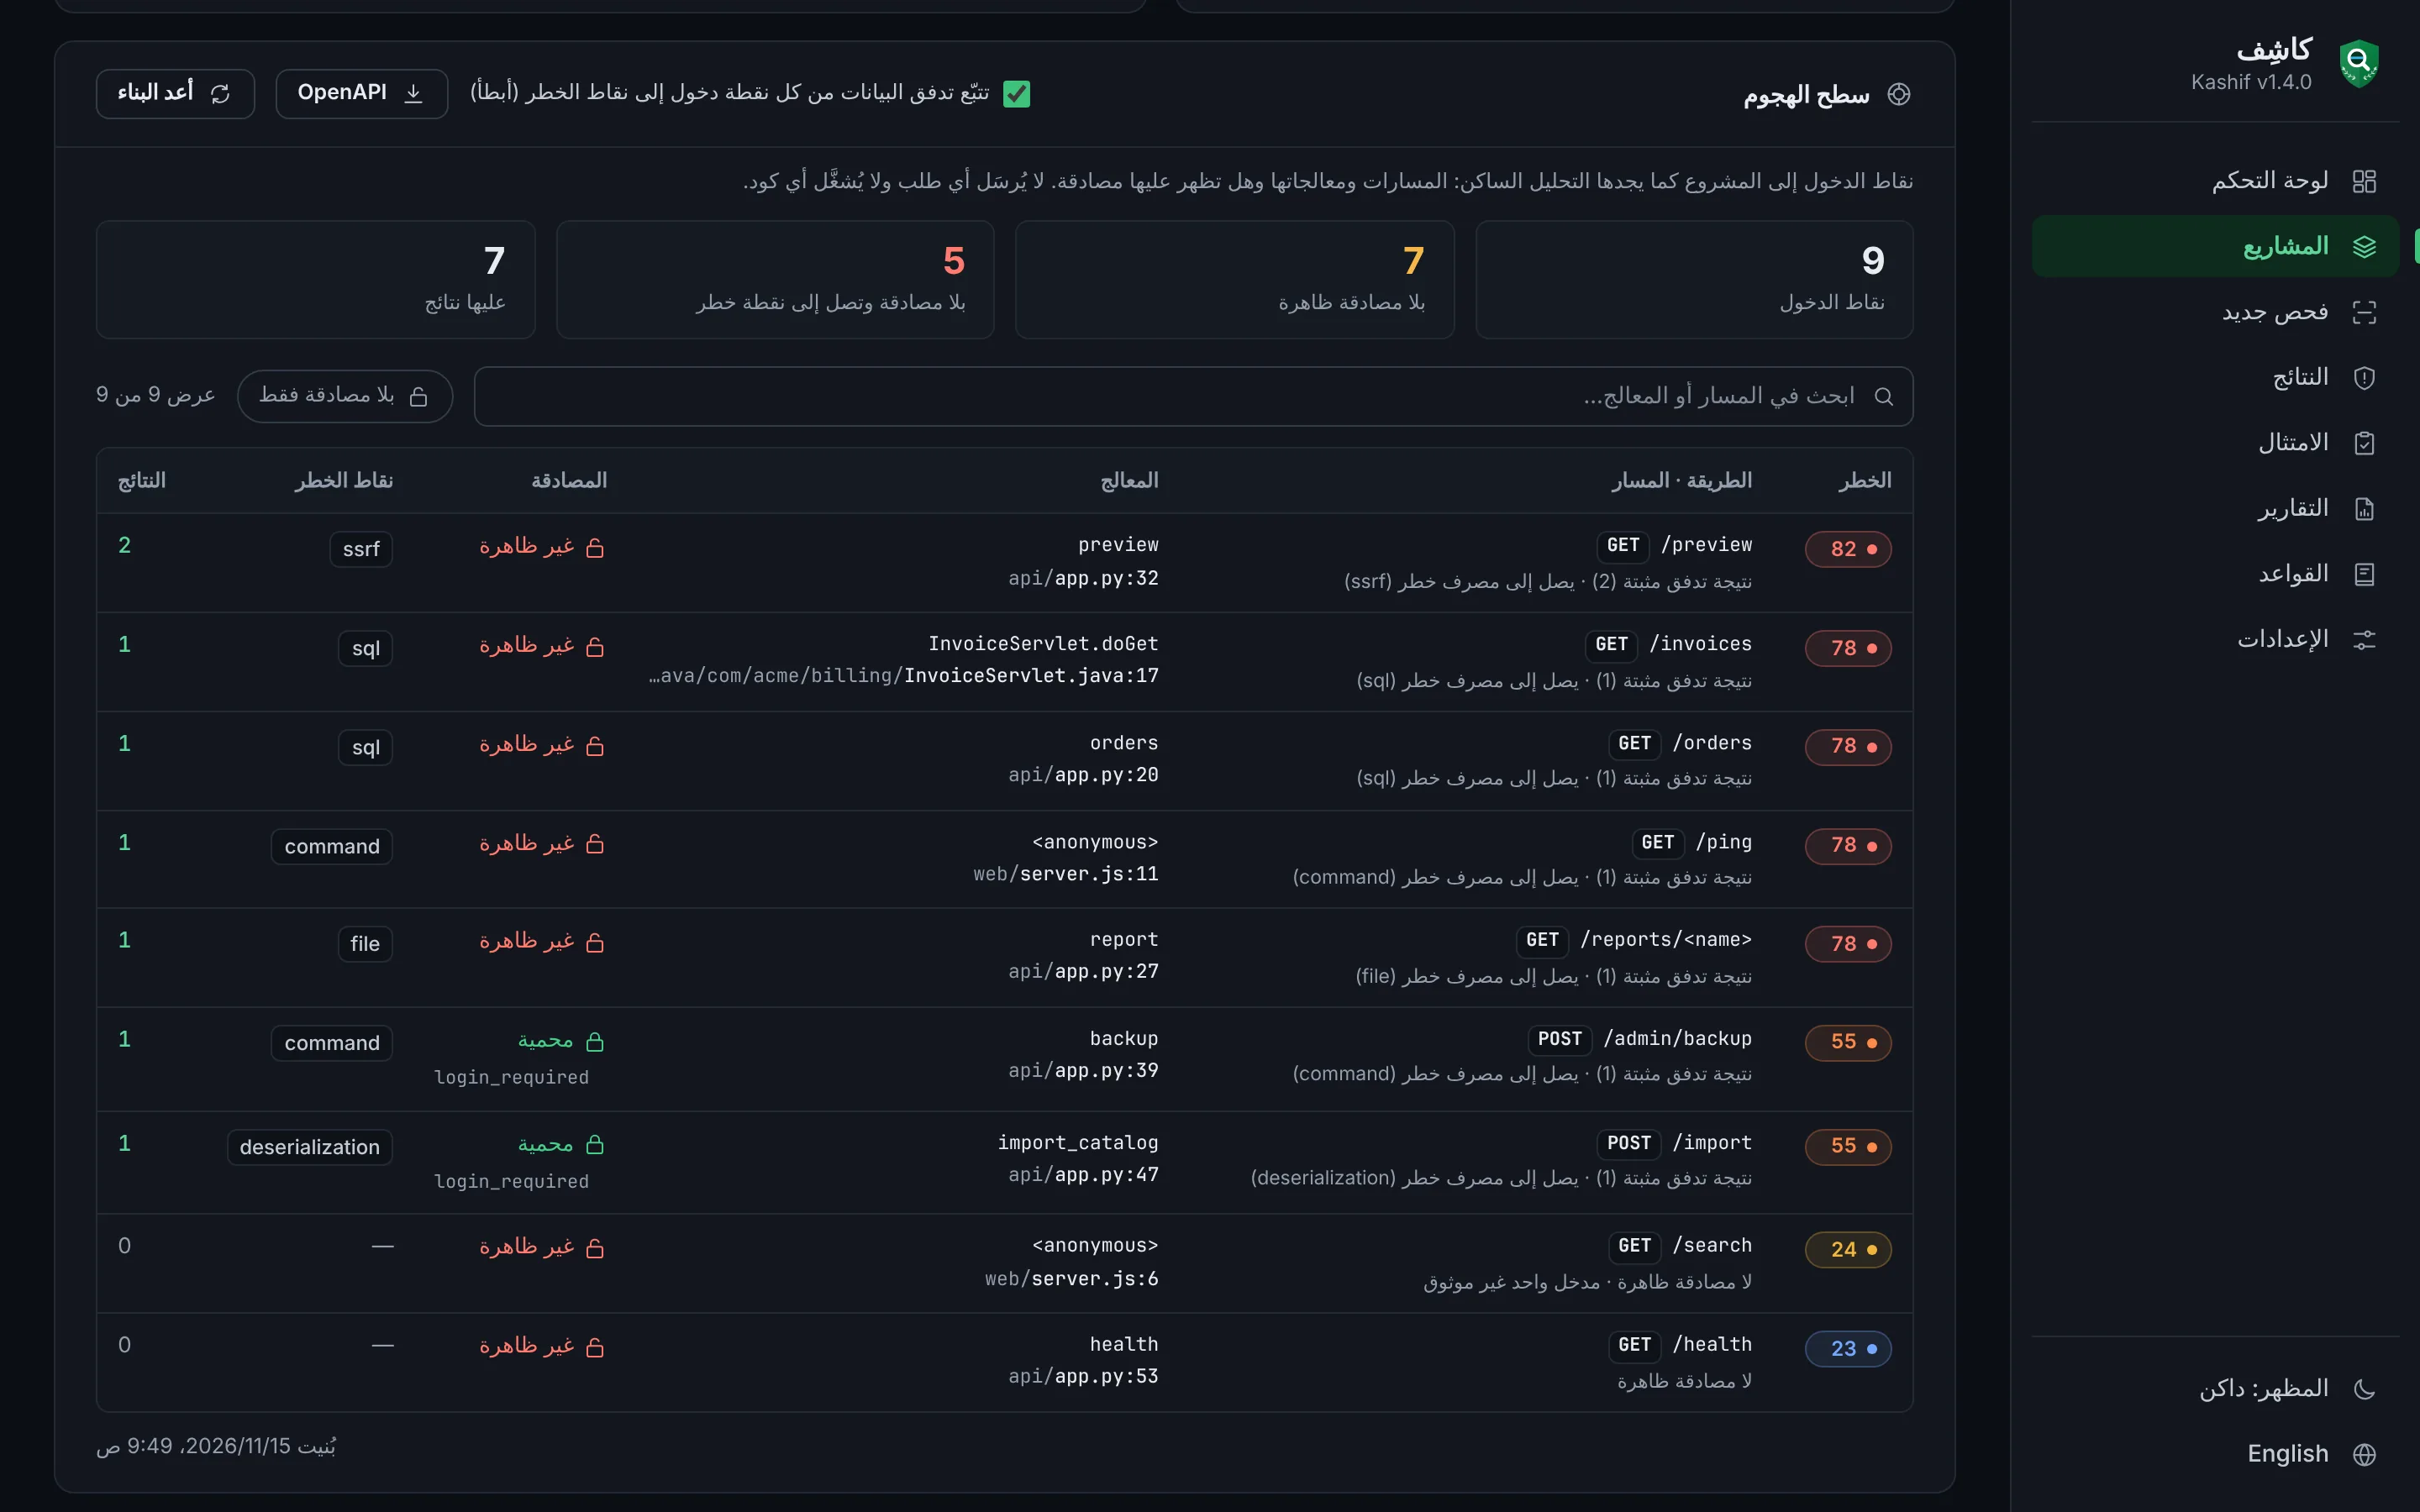 كاشِف
Kashif v1.4.0
لوحة التحكم
المشاريع
فحص جديد
النتائج
الامتثال
التقارير
القواعد
الإعدادات
المظهر: داكن
English
سطح الهجوم
تتبّع تدفق البيانات من كل نقطة دخول إلى نقاط الخطر (أبطأ)
OpenAPI
أعد البناء
نقاط الدخول إلى المشروع كما يجدها التحليل الساكن: المسارات ومعالجاتها وهل تظهر عليها مصادقة. لا يُرسَل أي طلب ولا يُشغَّل أي كود.
9
نقاط الدخول
7
بلا مصادقة ظاهرة
5
بلا مصادقة وتصل إلى نقطة خطر
7
عليها نتائج
ابحث في المسار أو المعالج...
بلا مصادقة فقط
عرض 9 من 9
الخطر الطريقة · المسار المعالج المصادقة نقاط الخطر النتائج
82 /preview GET preview غير ظاهرة ssrf 2
نتيجة تدفق مثبتة (2) · يصل إلى مصرف خطر (ssrf) api/app.py:32
78 /invoices GET InvoiceServlet.doGet غير ظاهرة sql 1
نتيجة تدفق مثبتة (1) · يصل إلى مصرف خطر (sql) …ava/com/acme/billing/InvoiceServlet.java:17
78 /orders GET orders غير ظاهرة sql 1
نتيجة تدفق مثبتة (1) · يصل إلى مصرف خطر (sql) api/app.py:20
78 /ping GET <anonymous> غير ظاهرة command 1
نتيجة تدفق مثبتة (1) · يصل إلى مصرف خطر (command) web/server.js:11
78 /reports/<name> GET report غير ظاهرة file 1
نتيجة تدفق مثبتة (1) · يصل إلى مصرف خطر (file) api/app.py:27
55 /admin/backup POST backup محمية command 1
نتيجة تدفق مثبتة (1) · يصل إلى مصرف خطر (command) api/app.py:39 login_required
55 /import POST import_catalog محمية deserialization 1
نتيجة تدفق مثبتة (1) · يصل إلى مصرف خطر (deserialization) api/app.py:47 login_required
24 /search GET <anonymous> غير ظاهرة — 0
لا مصادقة ظاهرة · مدخل واحد غير موثوق web/server.js:6
23 /health GET health غير ظاهرة — 0
لا مصادقة ظاهرة api/app.py:53
بُنيت 2026/11/15، 9:49 ص